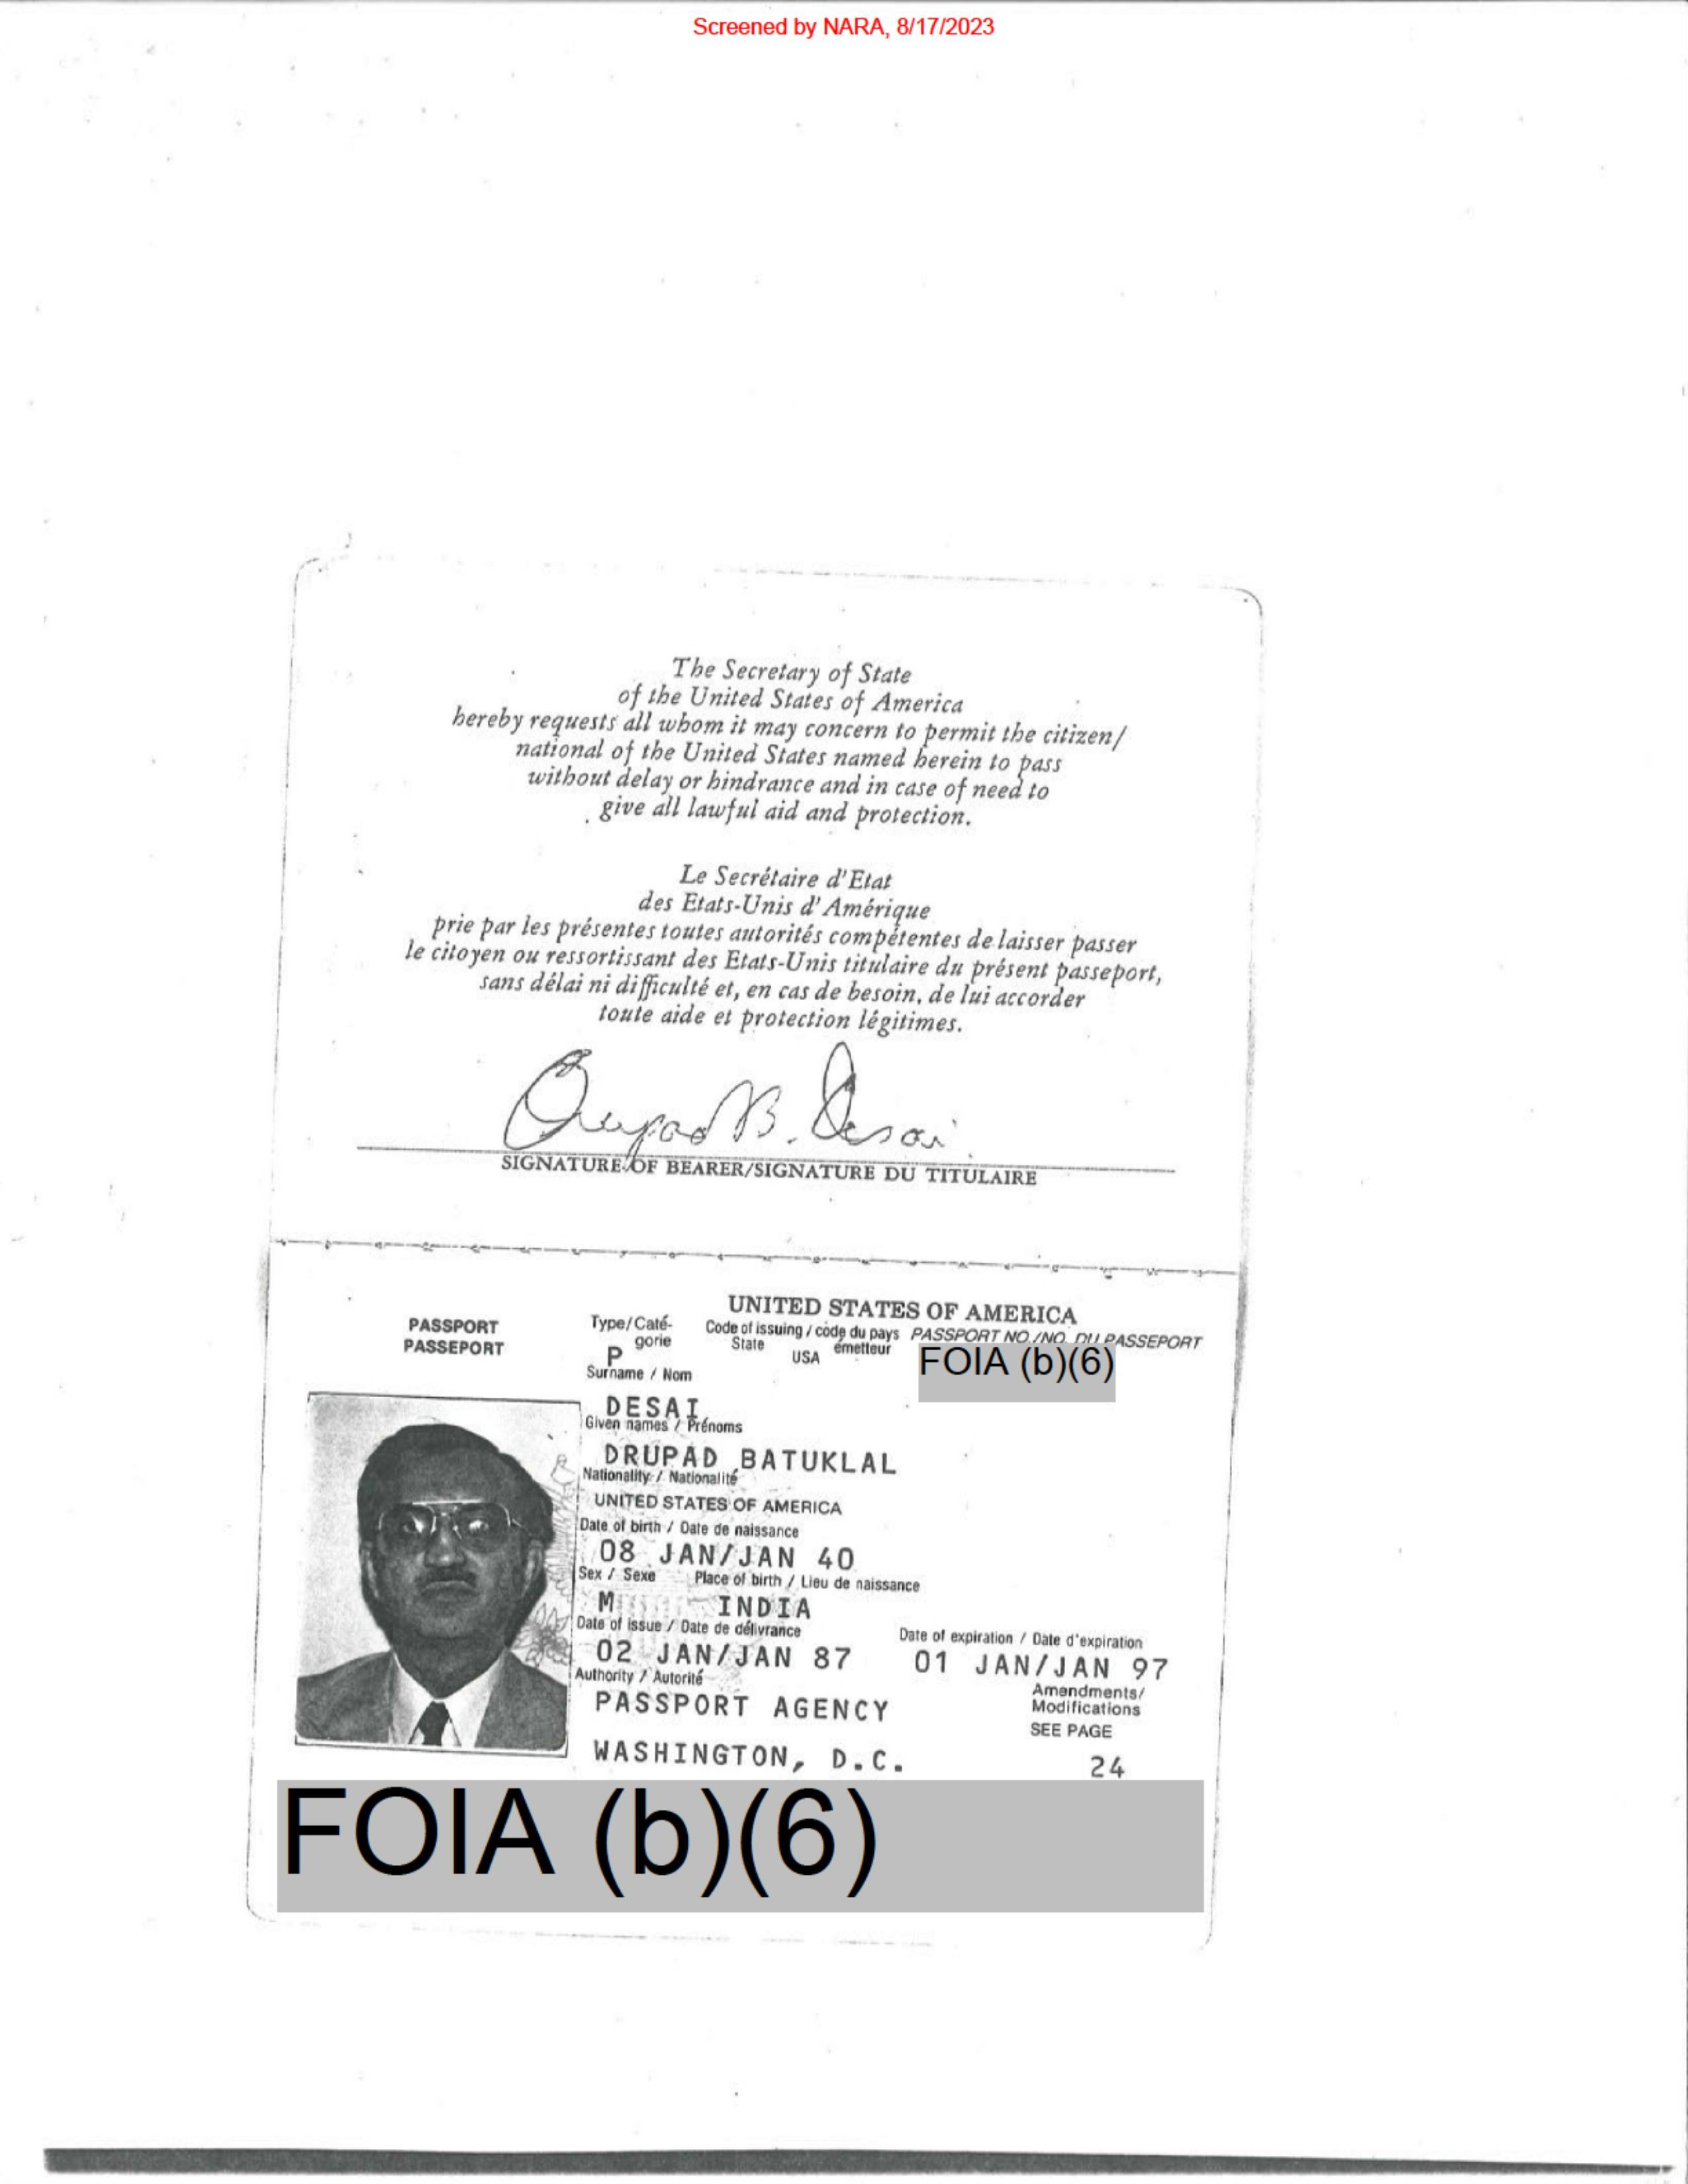 Screened by NARA, 8/17/2023
The Secretary of State
of the United States of America
hereby requests all whom it may concern to permit the citizen/
national of the United States named herein to pass
without delay or hindrance and in case of need to
give all lawful aid and protection.
Le Secrétaire d'Etat
des Etats-Unis d'Amérique
prie par les présentes toutes autorités compétentes de laisser passer
le citoyen ou ressortissant des Etats-Unis titulaire du présent passeport,
sans délai ni difficulté et, en cas de besoin, de lui accorder
toute aide et protection légitimes.
Drupad B. Desai
SIGNATURE OF BEARER/SIGNATURE DU TITULAIRE
UNITED STATES OF AMERICA
PASSPORT
PASSEPORT
Type/Caté-
gorie
P
Code of issuing / code du pays
State émetteur
USA
PASSPORT NO./NO. DU PASSEPORT
FOIA (b)(6)
Surname / Nom
DESAI
Given names / Prénoms
DRUPAD BATUKLAL
Nationality / Nationalité
UNITED STATES OF AMERICA
Date of birth / Date de naissance
08 JAN/JAN 40
Sex / Sexe Place of birth / Lieu de naissance
M INDIA
Date of issue / Date de délivrance Date of expiration / Date d'expiration
02 JAN/JAN 87 01 JAN/JAN 97
Authority / Autorité
PASSPORT AGENCY
WASHINGTON, D.C.
Amendments/
Modifications
SEE PAGE
24
FOIA (b)(6)